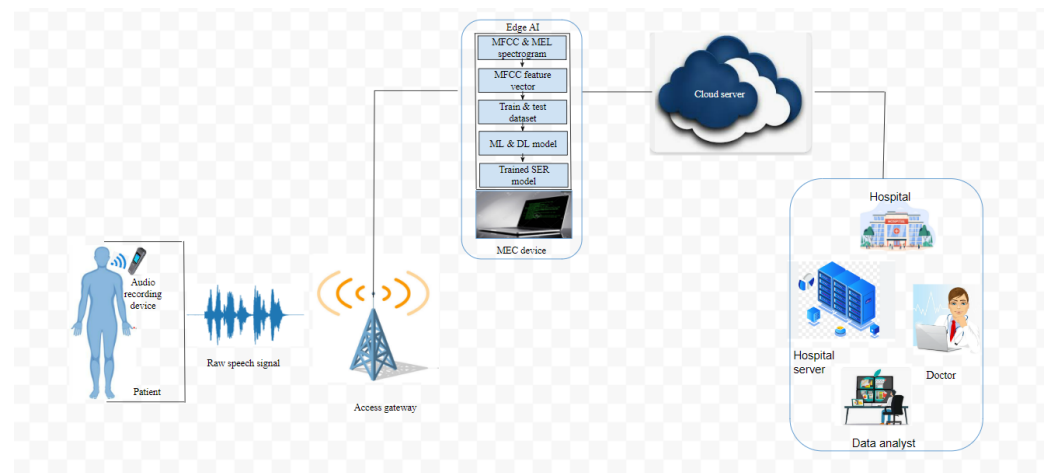 Edge AI
MFCC & MEL
spectrogram
MFCC feature
vector
Train & test
dataset
ML & DL model
Trained SER
model
MEC device
Cloud server
Audio
recording
device
Patient
Raw speech signal
Access gateway
Hospital
HOSPITAL
Hospital
server
Doctor
Data analyst